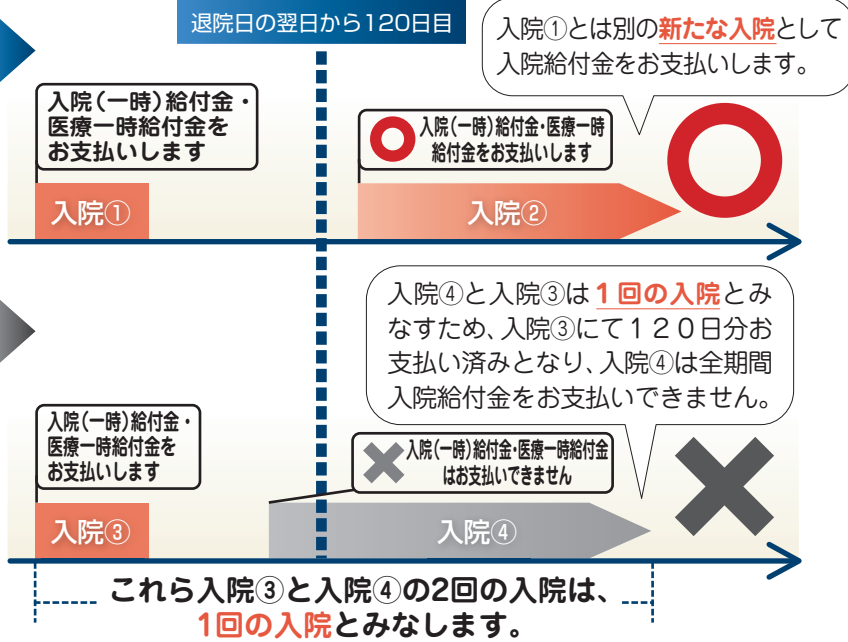 退院日の翌日から120日目
入院①とは別の新たな入院として
入院給付金をお支払いします。
入院（一時）給付金・
医療一時給付金を
お支払いします
入院（一時）給付金・医療一時
給付金をお支払いします
入院①
入院②
入院④と入院③は１回の入院とみ
なすため、入院③にて１２０日分お
支払い済みとなり、入院④は全期間
入院給付金をお支払いできません。
入院（一時）給付金・
医療一時給付金を
お支払いします
入院（一時）給付金・医療一時給付金
はお支払いできません
入院③
入院④
これら入院③と入院④の2回の入院は、
1回の入院とみなします。